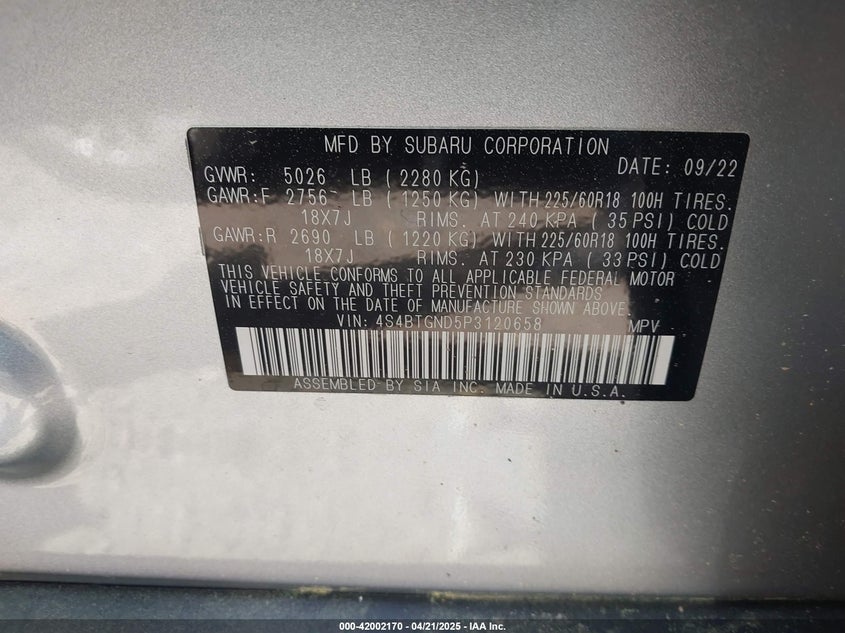 MFD BY SUBARU CORPORATION
DATE: 09/22
GVWR: 5026 LB ( 2280 KG)
GAWR:F 2756 LB ( 1250 KG) WITH 225/60R18 100H TIRES.
18X7J RIMS. AT 240 KPA ( 35 PSI) COLD
GAWR:R 2690 LB ( 1220 KG) WITH 225/60R18 100H TIRES.
18X7J RIMS. AT 230 KPA ( 33 PSI) COLD
THIS VEHICLE CONFORMS TO ALL APPLICABLE FEDERAL MOTOR
VEHICLE SAFETY AND THEFT PREVENTION STANDARDS
IN EFFECT ON THE DATE OF MANUFACTURE SHOWN ABOVE.
VIN: 4S4BTGND5P3120658 MPV
ASSEMBLED BY SIA INC. MADE IN U.S.A.
000-42002170 - 04/21/2025 - IAA Inc.